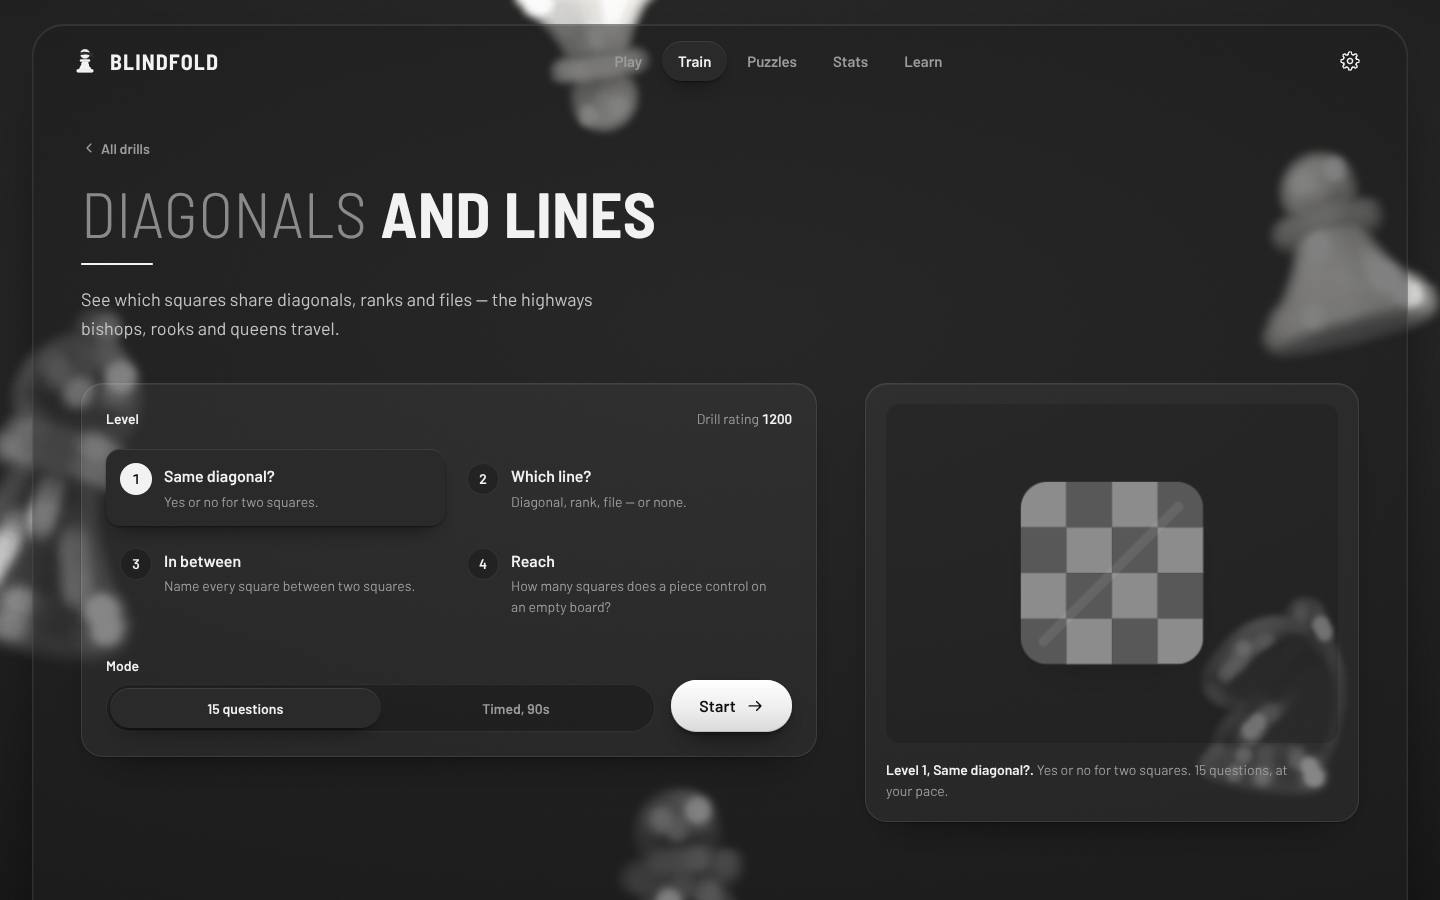 BLINDFOLD
Play
Train
Puzzles
Stats
Learn
All drills
DIAGONALS AND LINES
See which squares share diagonals, ranks and files — the highways
bishops, rooks and queens travel.
Level
Drill rating 1200
1
Same diagonal?
Yes or no for two squares.
2
Which line?
Diagonal, rank, file — or none.
3
In between
Name every square between two squares.
4
Reach
How many squares does a piece control on
an empty board?
Mode
15 questions
Timed, 90s
Start
Level 1, Same diagonal?. Yes or no for two squares. 15 questions, at
your pace.